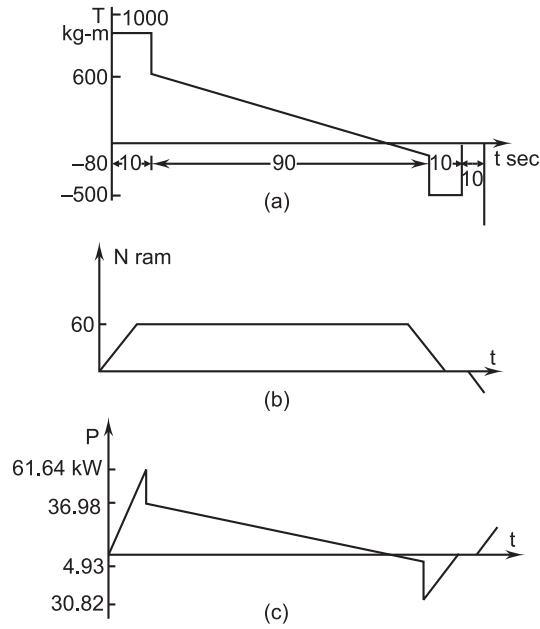 T 1000
kg-m
600
–80 10 90 10 t sec
10
–500
(a)
N ram
60
t
(b)
P
61.64 kW
36.98
t
4.93
30.82
(c)